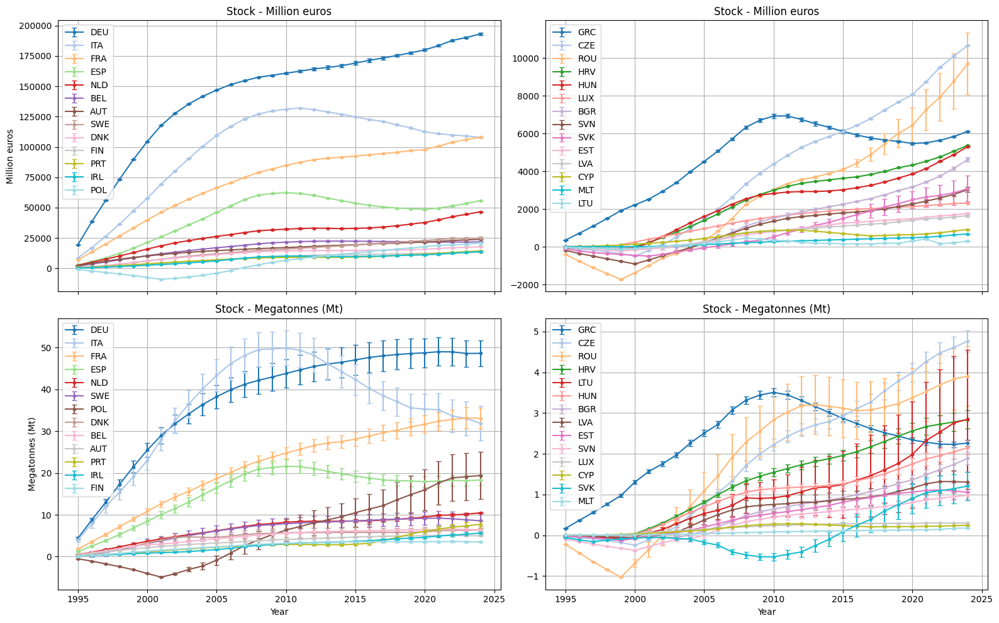 Stock - Million euros
Million euros
200000
175000
150000
125000
100000
75000
50000
25000
0
DEU
ITA
FRA
ESP
NLD
BEL
AUT
SWE
DNK
FIN
PRT
IRL
POL
Stock - Million euros
10000
8000
6000
4000
2000
0
−2000
GRC
CZE
ROU
HRV
HUN
LUX
BGR
SVN
SVK
EST
LVA
CYP
MLT
LTU
Stock - Megatonnes (Mt)
Megatonnes (Mt)
50
40
30
20
10
0
DEU
ITA
FRA
ESP
NLD
SWE
POL
DNK
BEL
AUT
PRT
IRL
FIN
1995 2000 2005 2010 2015 2020 2025
Year
Stock - Megatonnes (Mt)
5
4
3
2
1
0
−1
GRC
CZE
ROU
HRV
LTU
HUN
BGR
LVA
EST
SVN
LUX
CYP
SVK
MLT
1995 2000 2005 2010 2015 2020 2025
Year